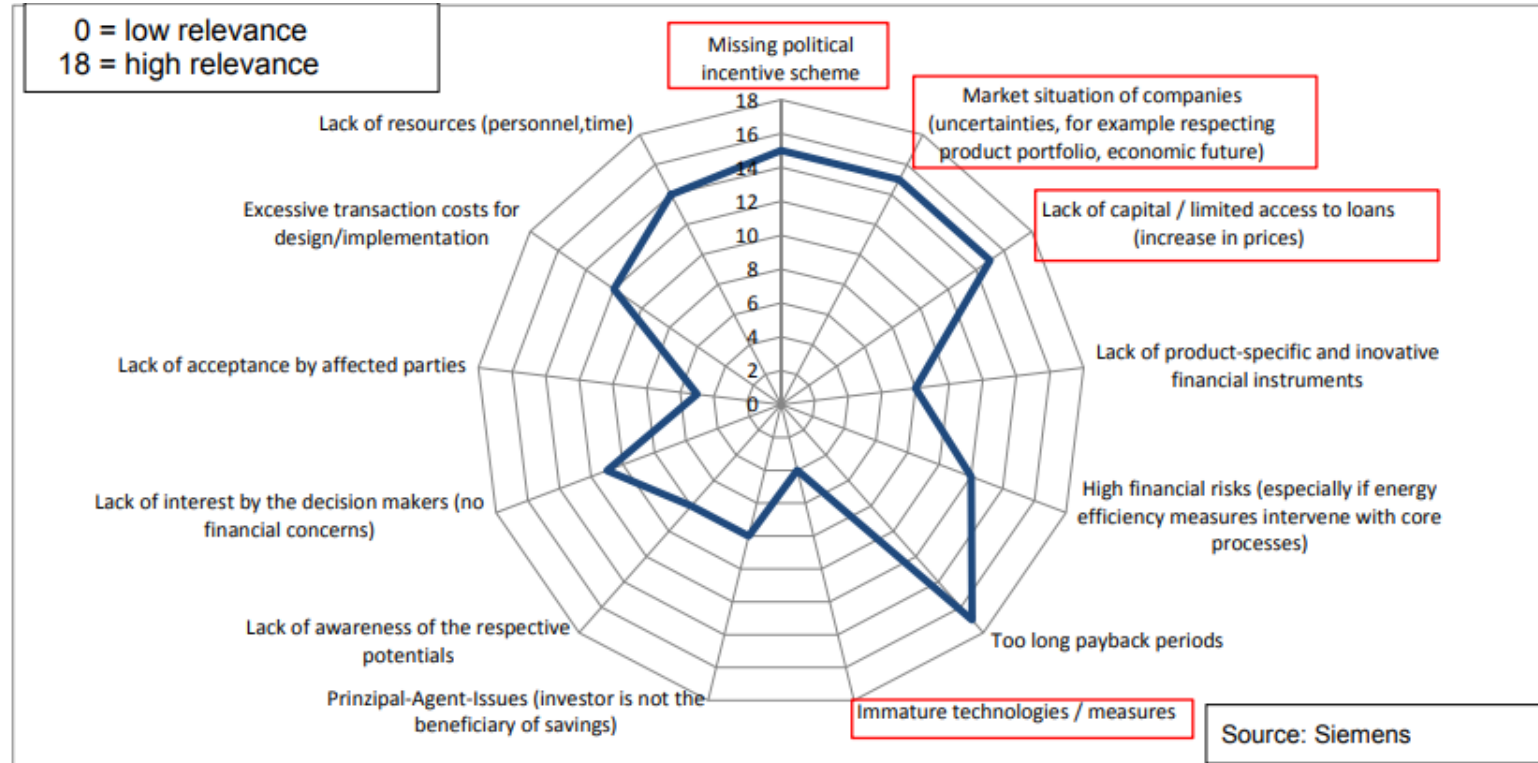 0 = low relevance
18 = high relevance
Missing political
incentive scheme
Market situation of companies
(uncertainties, for example respecting
product portfolio, economic future)
Lack of capital / limited access to loans
(increase in prices)
Lack of product-specific and inovative
financial instruments
High financial risks (especially if energy
efficiency measures intervene with core
processes)
Too long payback periods
Immature technologies / measures
Prinzipal-Agent-Issues (investor is not the
beneficiary of savings)
Lack of awareness of the respective
potentials
Lack of interest by the decision makers (no
financial concerns)
Lack of acceptance by affected parties
Excessive transaction costs for
design/implementation
Lack of resources (personnel,time)
18
16
14
12
10
8
6
4
2
0
Source: Siemens